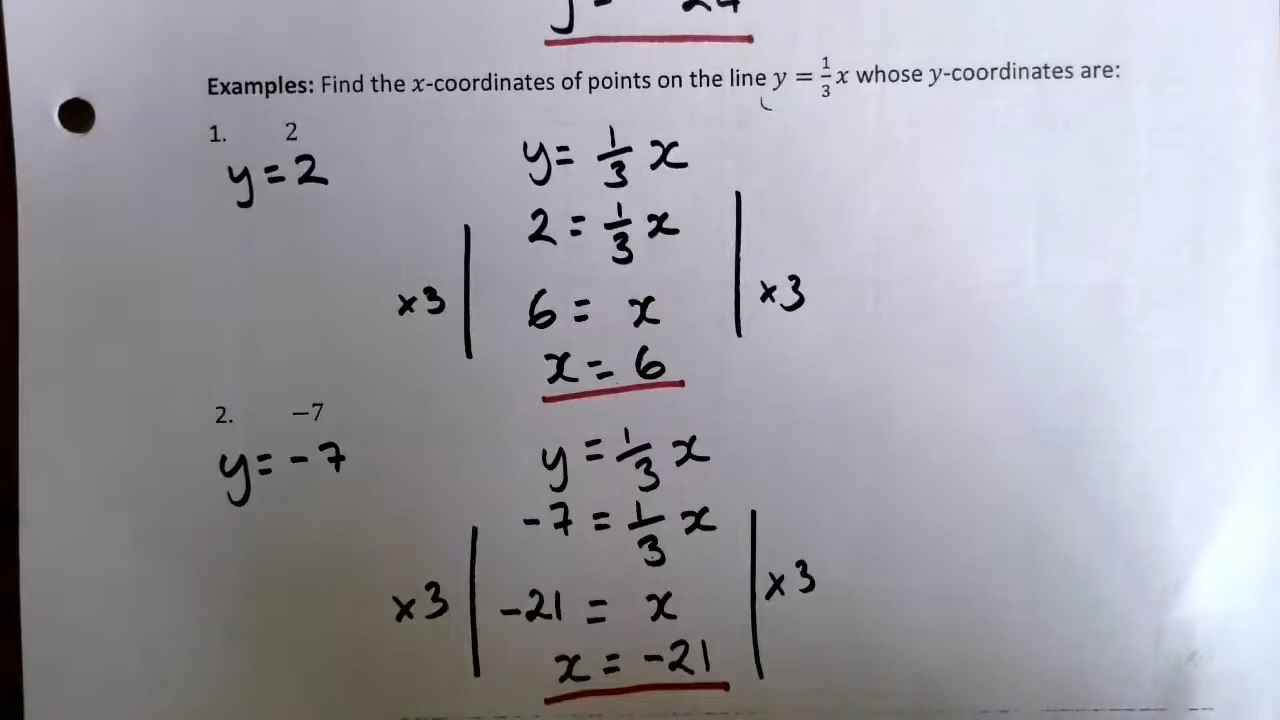 Examples: Find the x-coordinates of points on the line y = 1/3 x whose y-coordinates are:
1. 2
y = 2
y = 1/3 x
2 = 1/3 x
×3 6 = x ×3
x = 6
2. −7
y = -7
y = 1/3 x
-7 = 1/3 x
×3 -21 = x ×3
x = -21